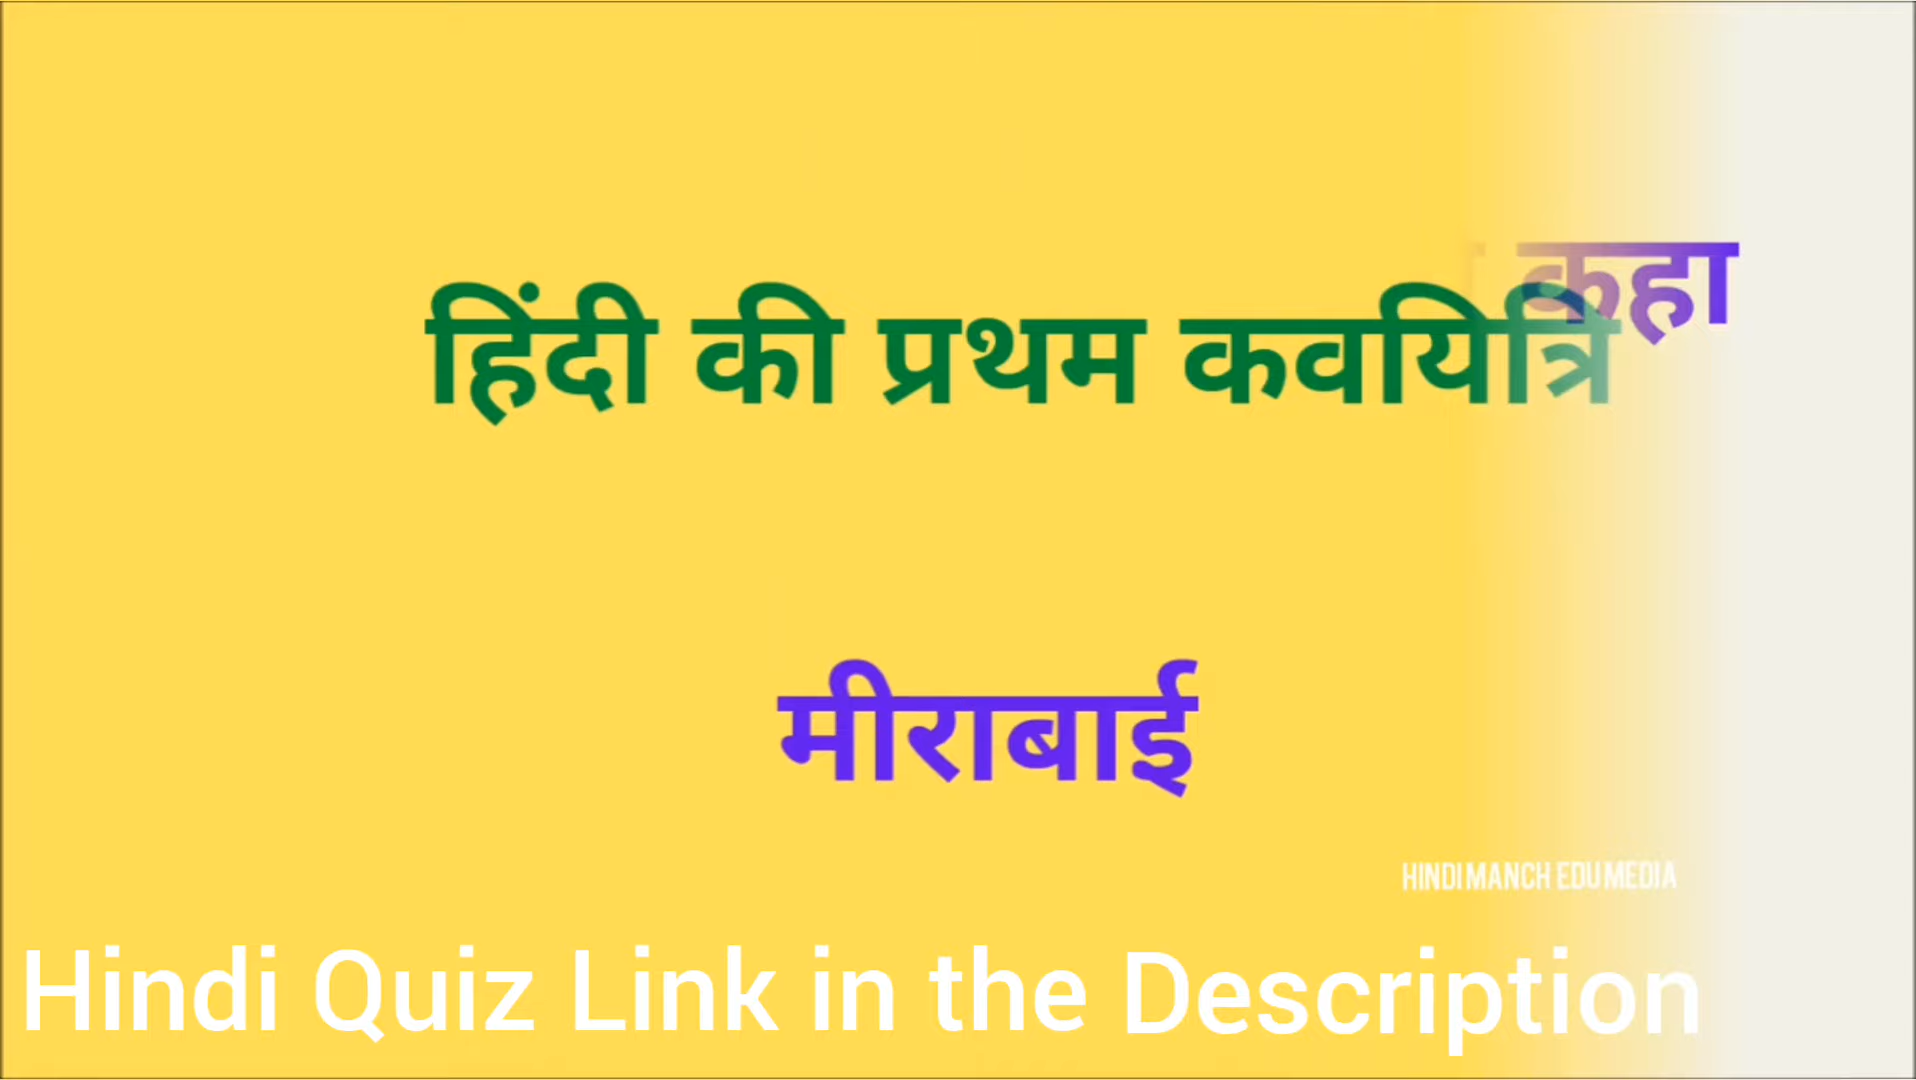 कहा
हिंदी की प्रथम कवयित्रि
मीराबाई
HINDI MANCH EDU MEDIA
Hindi Quiz Link in the Description